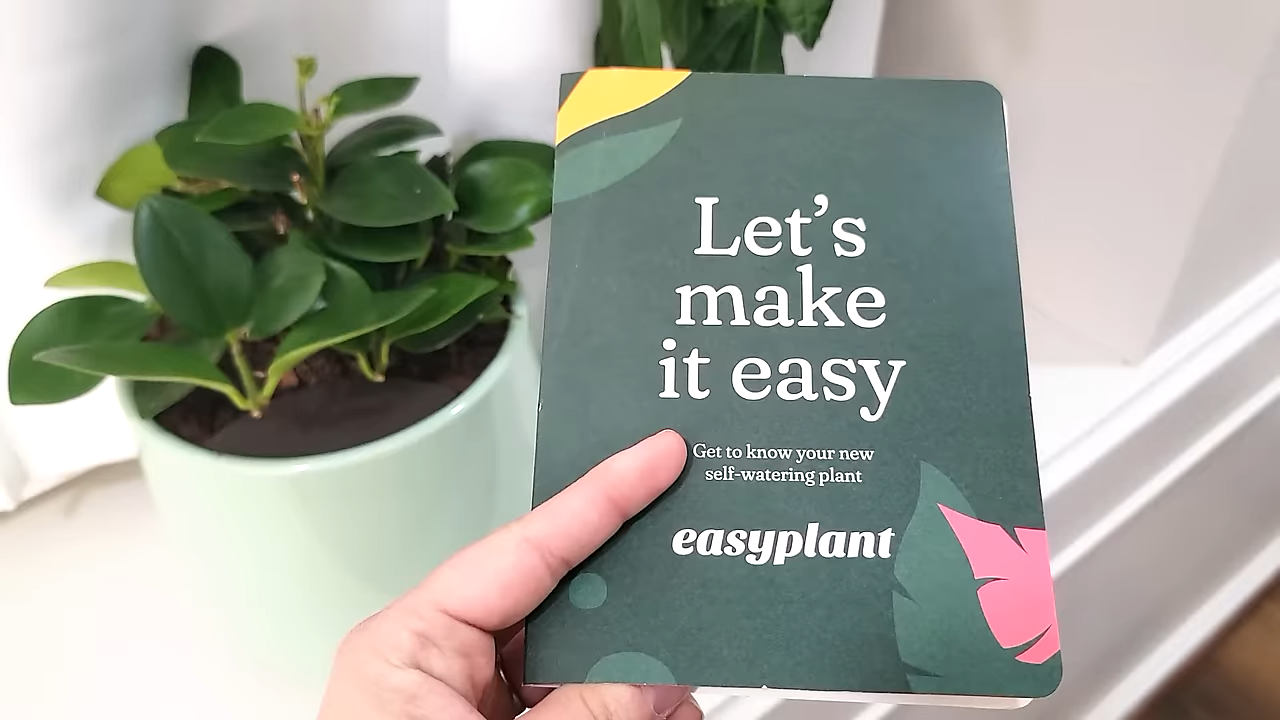 Let’s
make
it easy
Get to know your new
self-watering plant
easyplant